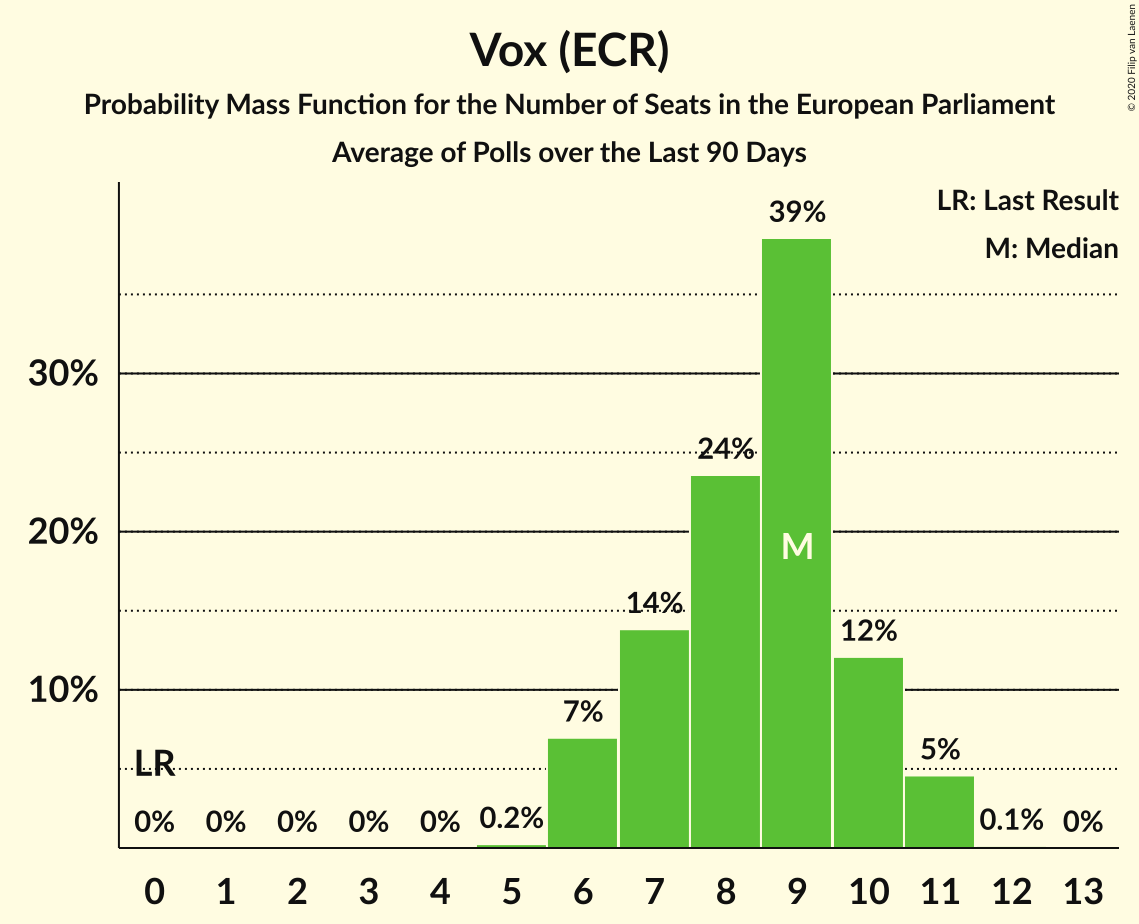 Vox (ECR)
Probability Mass Function for the Number of Seats in the European Parliament
Average of Polls over the Last 90 Days
© 2020 Filip van Laenen
LR: Last Result
M: Median
39%
30%
24%
20%
M
14%
12%
10%
7%
5%
LR
0% 0% 0% 0% 0% 0.2% 0.1% 0%
0 1 2 3 4 5 6 7 8 9 10 11 12 13